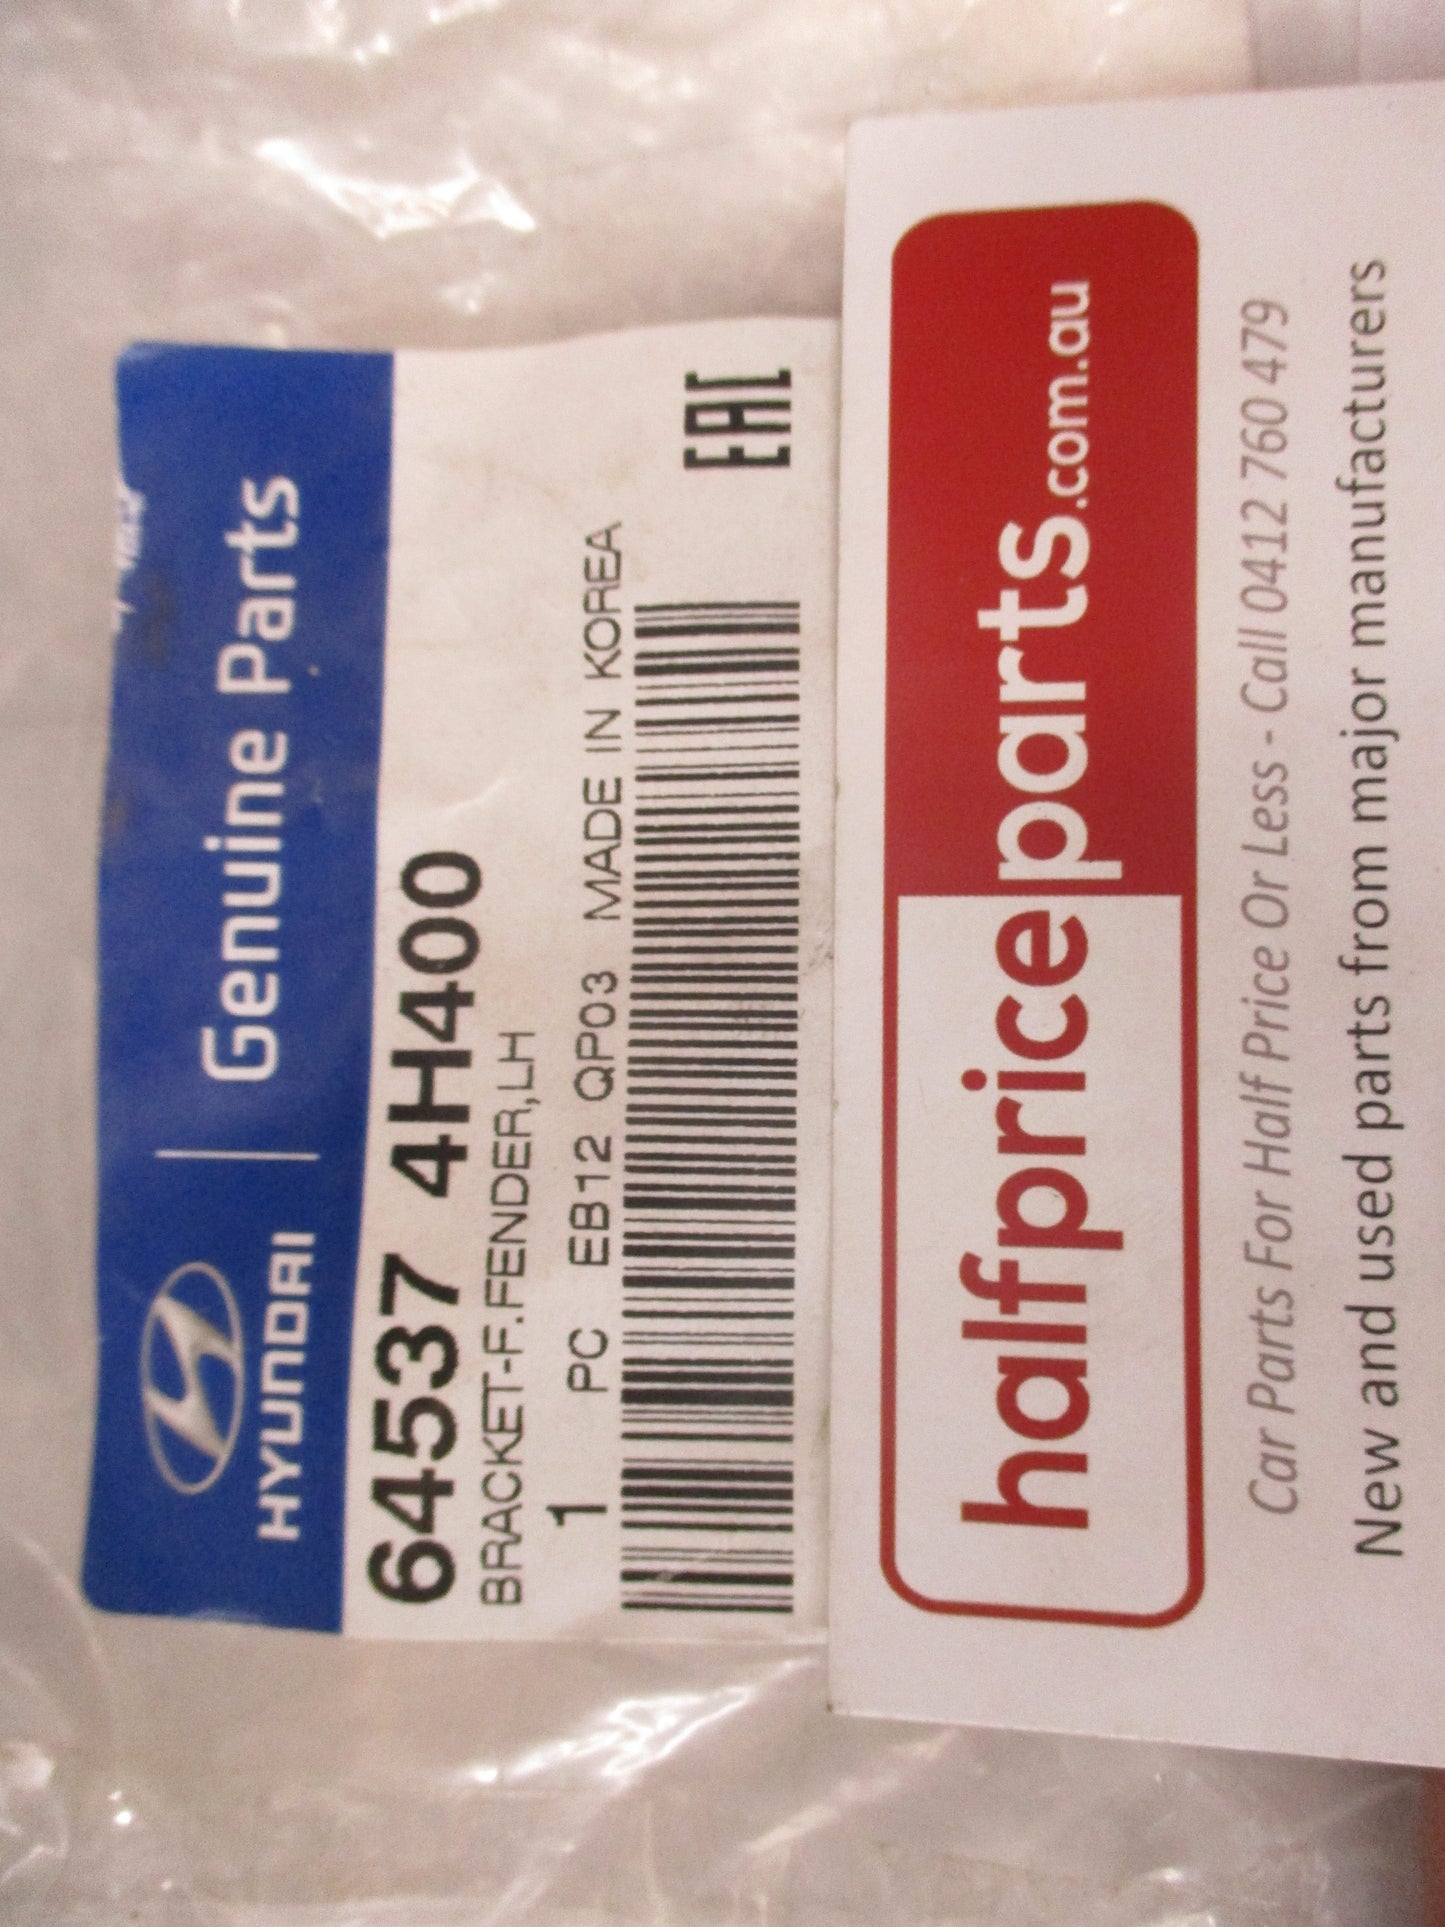 HYUNDAI Genuine Parts
64537 4H400
BRACKET-F.FENDER,LH
1 PC EB12 QP03 MADE IN KOREA
EAC
halfpriceparts.com.au
Car Parts For Half Price Or Less - Call 0412 760 479
New and used parts from major manufacturers